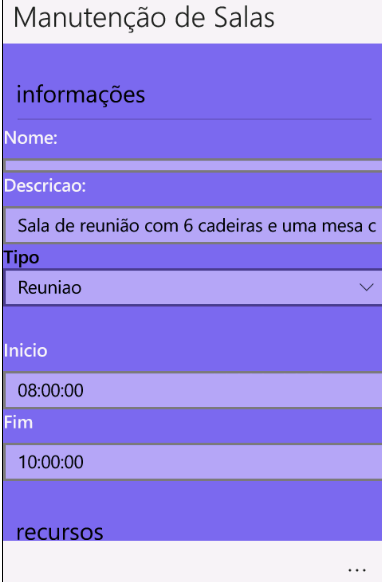 Manutenção de Salas
informações
Nome:
Descricao:
Sala de reunião com 6 cadeiras e uma mesa c
Tipo
Reuniao
Inicio
08:00:00
Fim
10:00:00
recursos
...